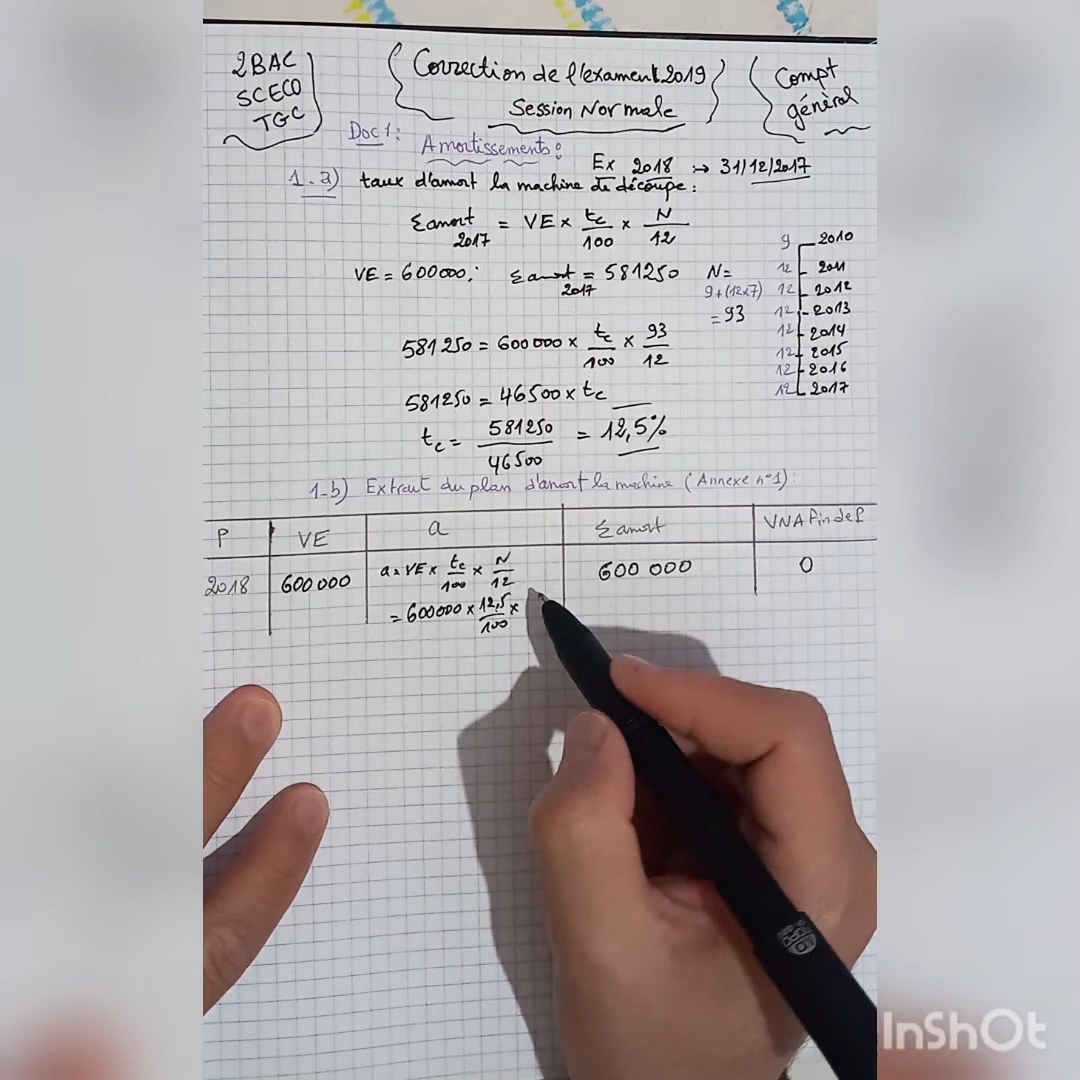 2BAC
SCECO
TGC
Correction de l'exament 2019
Session Normale
Compt
général
Doc 1:
Amortissements:
Ex 2018 → 31/12/2017
1-a) taux d'amort la machine de découpe:
Σamort 2017 = VE × tc/100 × N/12
VE = 600000; Σamort 2017 = 581250 N=
9+(12×7)
= 93
9 2010
12 2011
12 2012
12 2013
12 2014
12 2015
12 2016
12 2017
581250 = 600000 × tc/100 × 93/12
581250 = 46500 × tc
tc = 581250/46500 = 12,5%
1-b) Extrait du plan d'amort la machine (Annexe n°1):
P VE a Σamort VNA fin de P
2018 600000 a = VE × tc/100 × N/12 600 000 0
= 600000 × 12,5/100 ×
InShOt